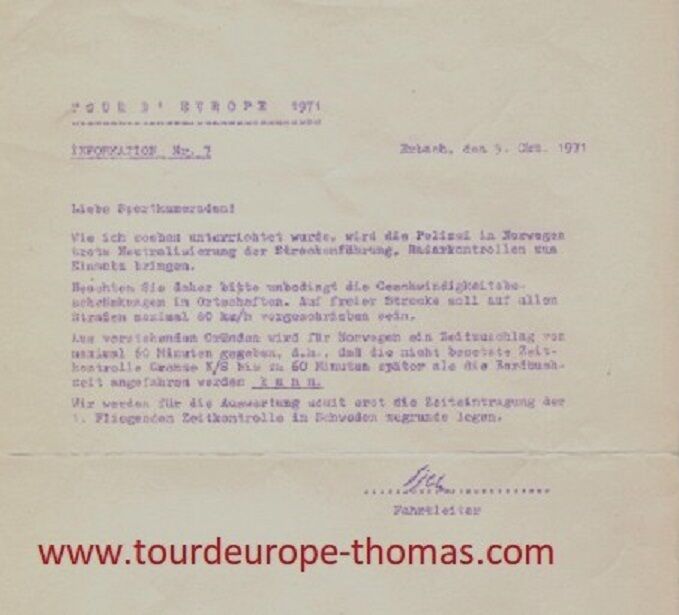 TOUR D' EUROPE 1971
INFORMATION Nr. 7
Erbach, den 5. Okt. 1971
Liebe Sportkameraden!
Wie ich soeben unterrichtet wurde, wird die Polizei in Norwegen
trotz Neutralisierung der Streckenführung, Radarkontrollen zum
Einsatz bringen.
Beachten Sie daher bitte unbedingt die Geschwindigkeitsbe-
schränkungen in Ortschaften. Auf freier Strecke soll auf allen
Straßen maximal 80 km/h vorgeschrieben sein.
Aus vorstehenden Gründen wird für Norwegen ein Zeitzuschlag von
maximal 60 Minuten gegeben, d.h., daß die nicht besetzte Zeit-
kontrolle Grenze N/S bis zu 60 Minuten später als die Bordbuch-
zeit angefahren werden k a n n.
Wir werden für die Auswertung somit erst die Zeiteintragung der
1. Fliegenden Zeitkontrolle in Schweden zugrunde legen.
Fahrtleiter
www.tourdeurope-thomas.com